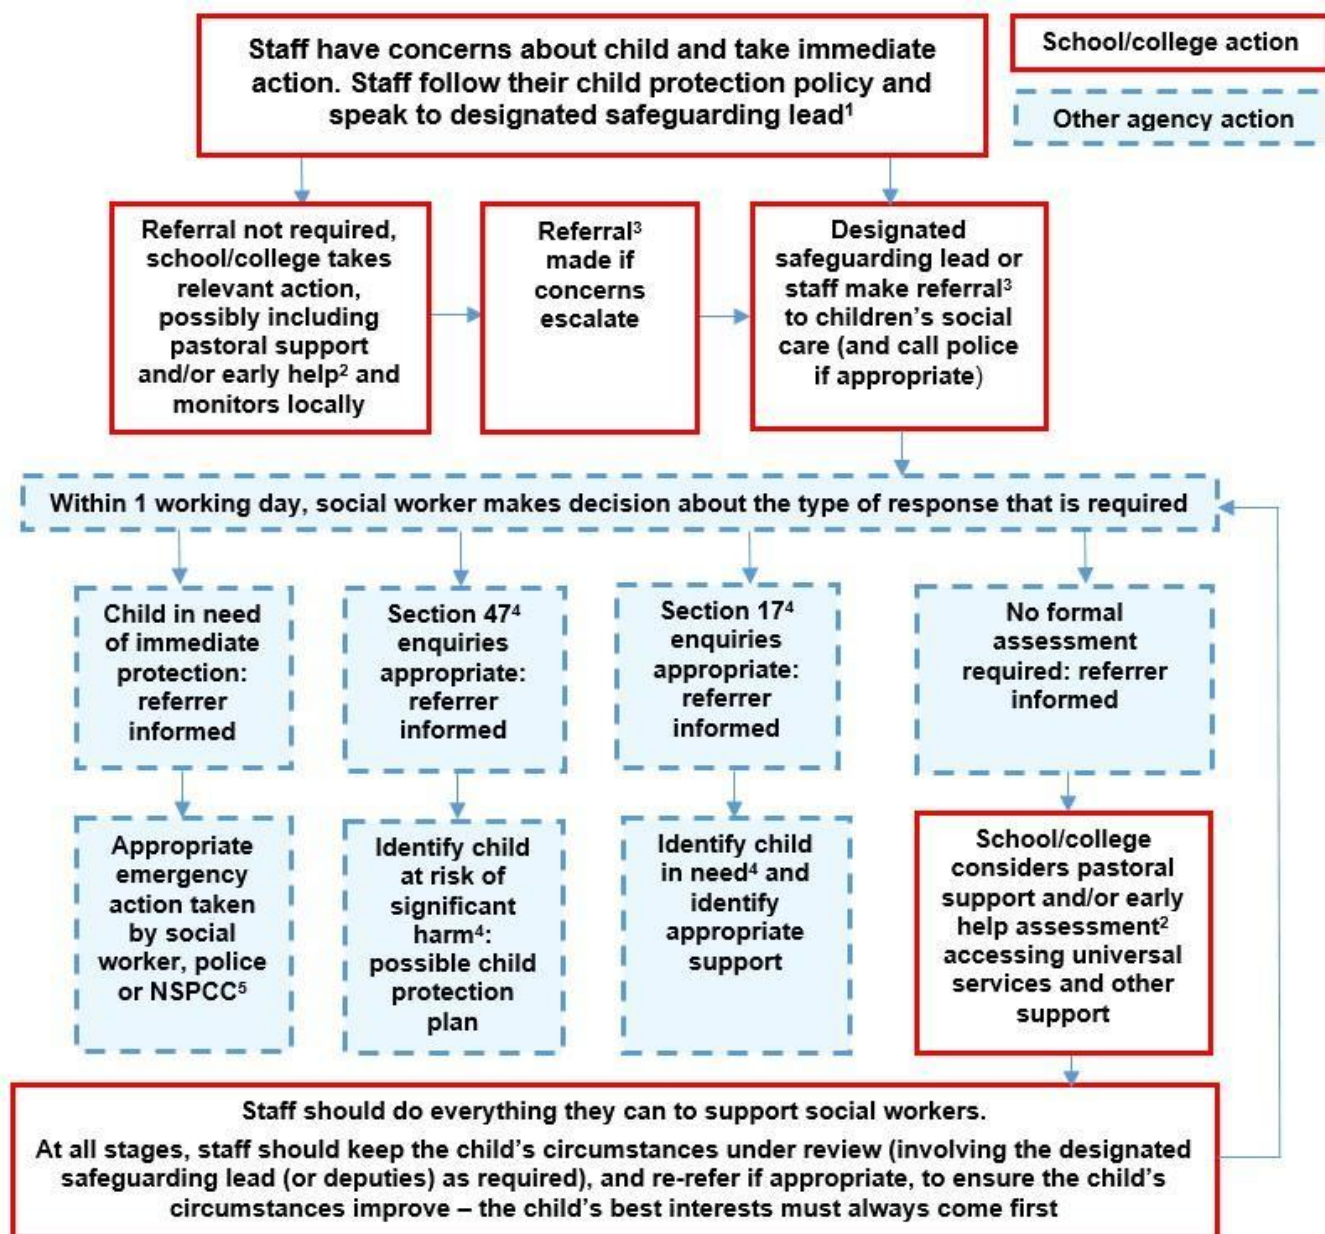 Staff have concerns about child and take immediate
action. Staff follow their child protection policy and
speak to designated safeguarding lead¹
School/college action
Other agency action
Referral not required,
school/college takes
relevant action,
possibly including
pastoral support
and/or early help² and
monitors locally
Referral³
made if
concerns
escalate
Designated
safeguarding lead or
staff make referral³
to children’s social
care (and call police
if appropriate)
Within 1 working day, social worker makes decision about the type of response that is required
Child in need
of immediate
protection:
referrer
informed
Section 47⁴
enquiries
appropriate:
referrer
informed
Section 17⁴
enquiries
appropriate:
referrer
informed
No formal
assessment
required: referrer
informed
Appropriate
emergency
action taken
by social
worker, police
or NSPCC⁵
Identify child
at risk of
significant
harm⁴:
possible child
protection
plan
Identify child
in need⁴ and
identify
appropriate
support
School/college
considers pastoral
support and/or early
help assessment²
accessing universal
services and other
support
Staff should do everything they can to support social workers.
At all stages, staff should keep the child’s circumstances under review (involving the designated
safeguarding lead (or deputies) as required), and re-refer if appropriate, to ensure the child’s
circumstances improve – the child’s best interests must always come first